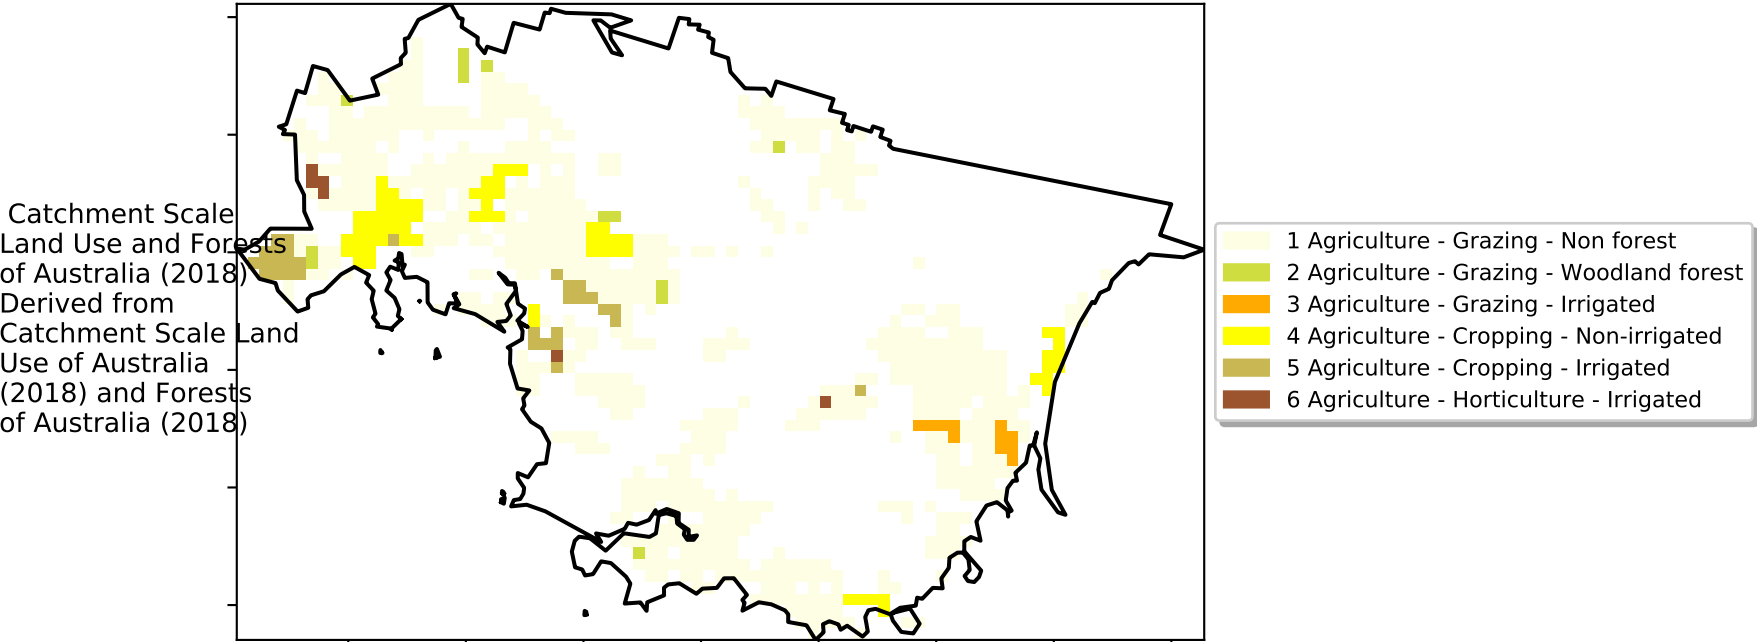 Catchment Scale
Land Use and Forests
of Australia (2018)
Derived from
Catchment Scale Land
Use of Australia
(2018) and Forests
of Australia (2018)
1 Agriculture - Grazing - Non forest
2 Agriculture - Grazing - Woodland forest
3 Agriculture - Grazing - Irrigated
4 Agriculture - Cropping - Non-irrigated
5 Agriculture - Cropping - Irrigated
6 Agriculture - Horticulture - Irrigated